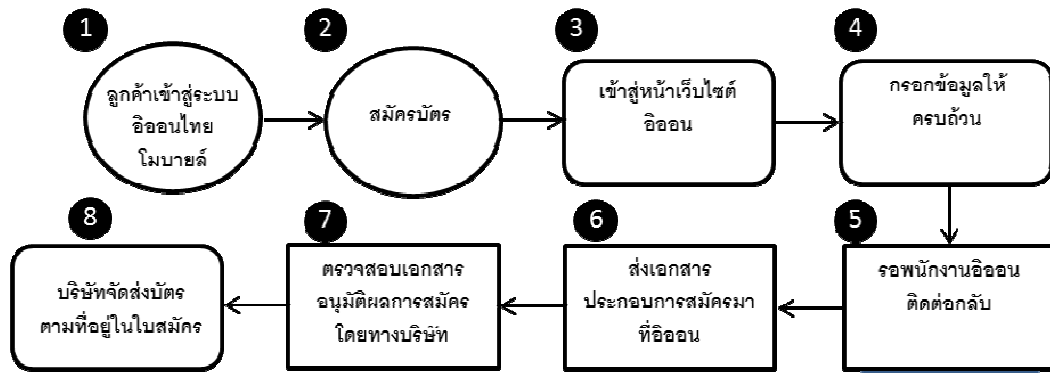 1
ลูกค้าเข้าสู่ระบบ
อิออนไทย
โมบายล์
2
สมัครบัตร
3
เข้าสู่หน้าเว็บไซต์
อิออน
4
กรอกข้อมูลให้
ครบถ้วน
5
รอพนักงานอิออน
ติดต่อกลับ
6
ส่งเอกสาร
ประกอบการสมัครมา
ที่อิออน
7
ตรวจสอบเอกสาร
อนุมัติผลการสมัคร
โดยทางบริษัท
8
บริษัทจัดส่งบัตร
ตามที่อยู่ในใบสมัคร